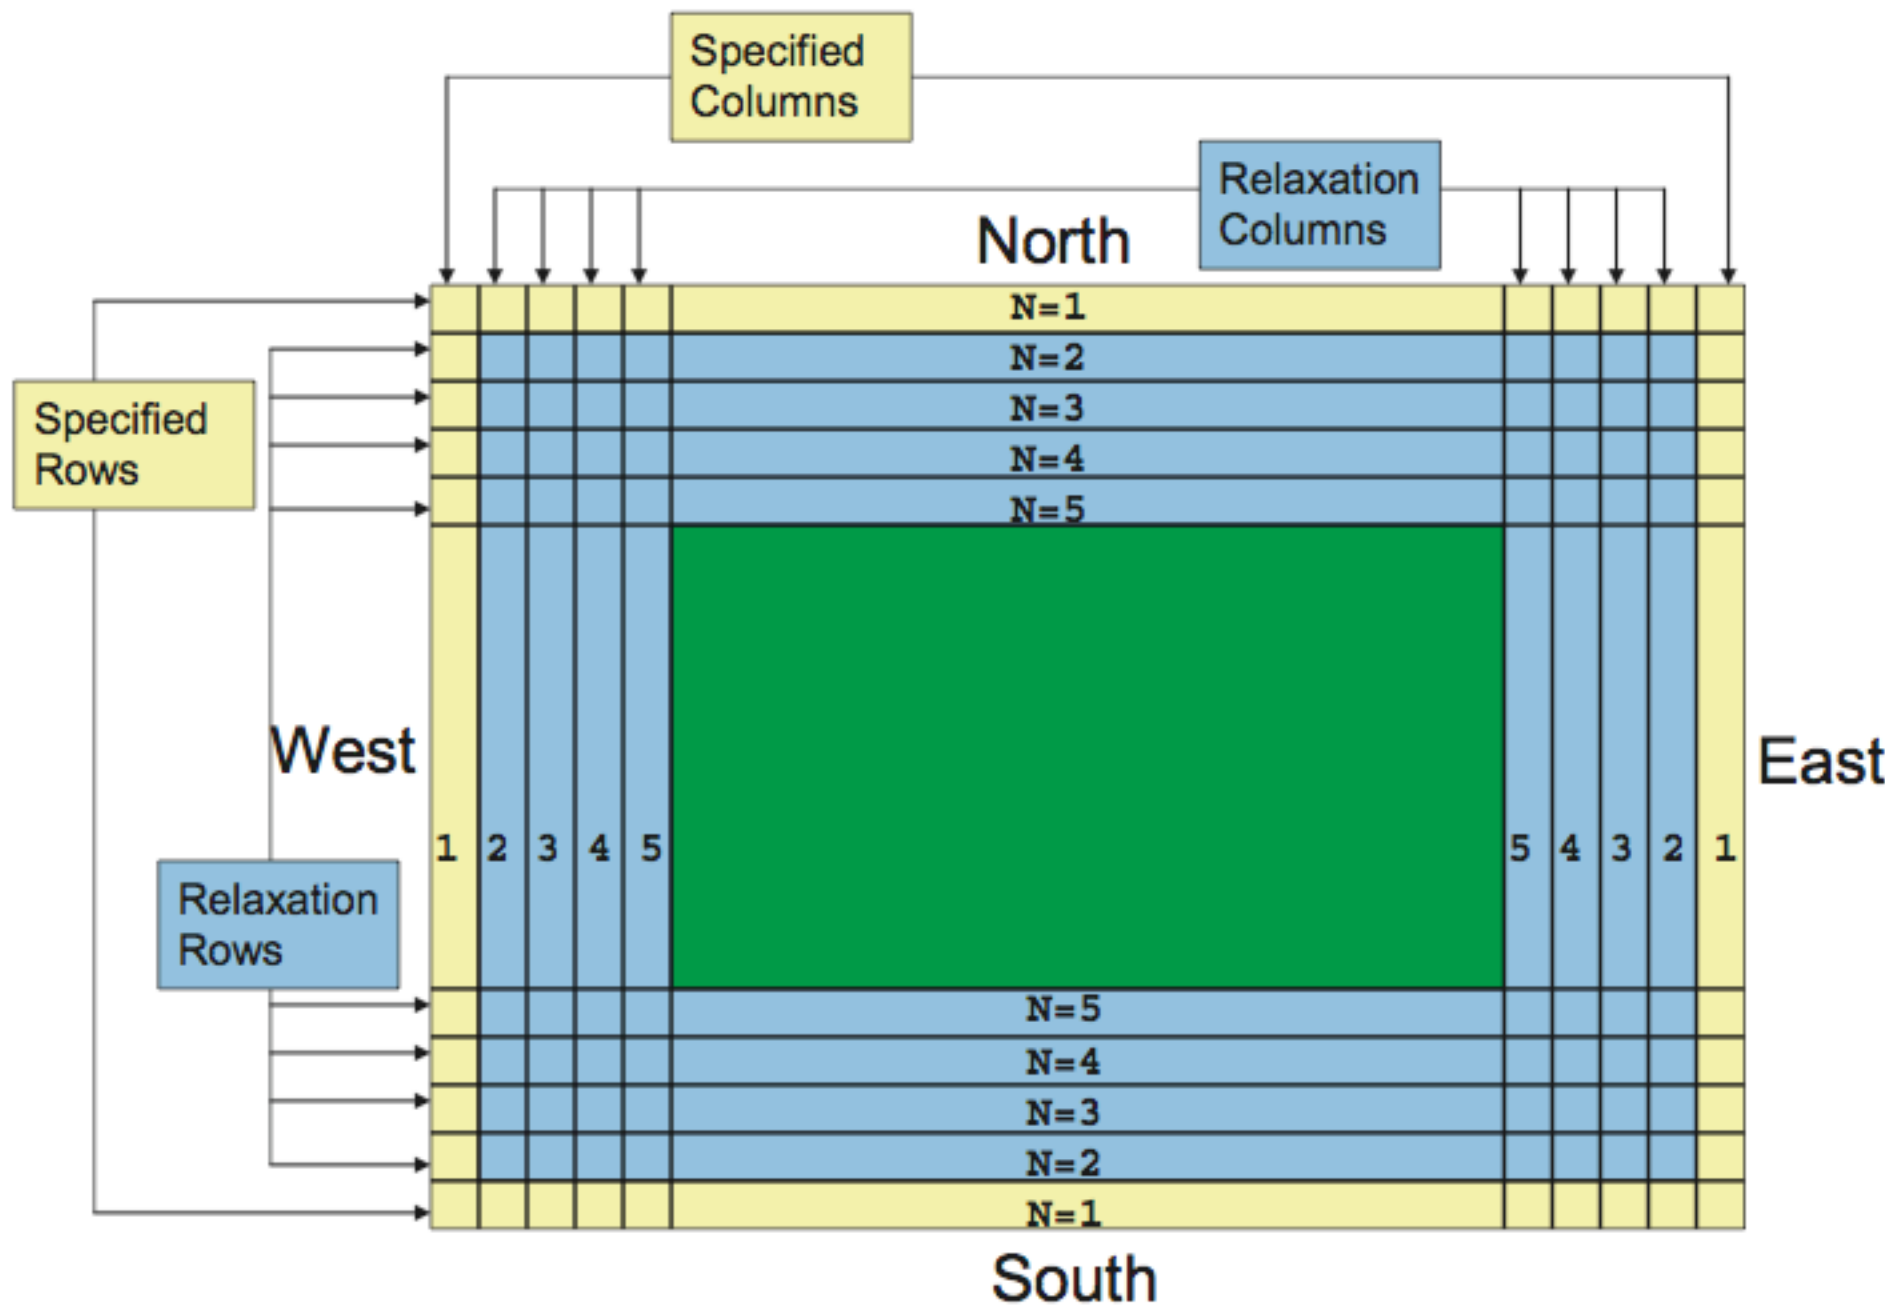 Specified
Columns
Relaxation
Columns
North
N=1
N=2
N=3
N=4
N=5
Specified
Rows
West
East
1 2 3 4 5 5 4 3 2 1
Relaxation
Rows
N=5
N=4
N=3
N=2
N=1
South